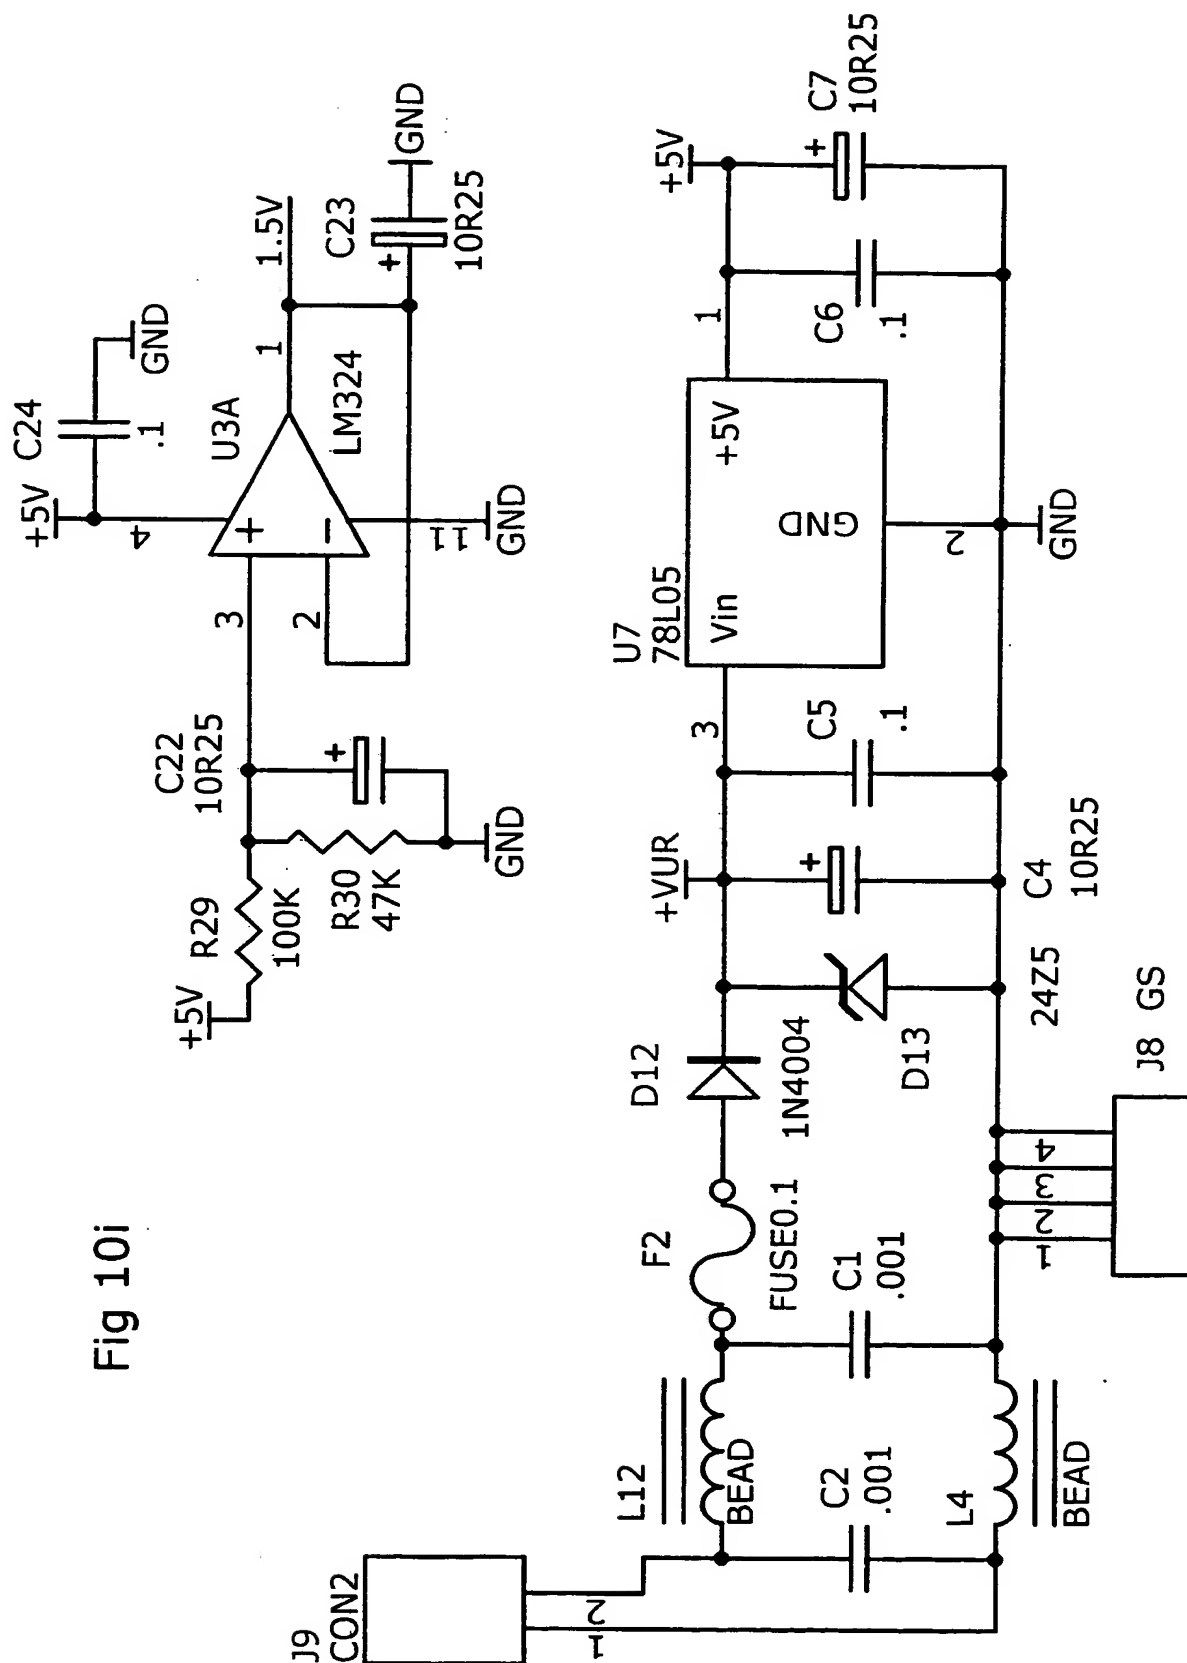 Fig 10i
+5V
R29
100K
R30
47K
GND
C22
10R25
3
2
+5V
4
C24
.1
GND
U3A
LM324
11
GND
1
1.5V
C23
+
10R25
GND
+
+
−
J9
CON2
1
2
L12
BEAD
C2
.001
L4
BEAD
C1
.001
F2
FUSE0.1
D12
1N4004
D13
24Z5
J8 GS
1
2
3
4
+VUR
+
C4
10R25
C5
.1
3
U7
78L05
Vin
GND
+5V
2
GND
1
C6
.1
+5V
+
C7
10R25